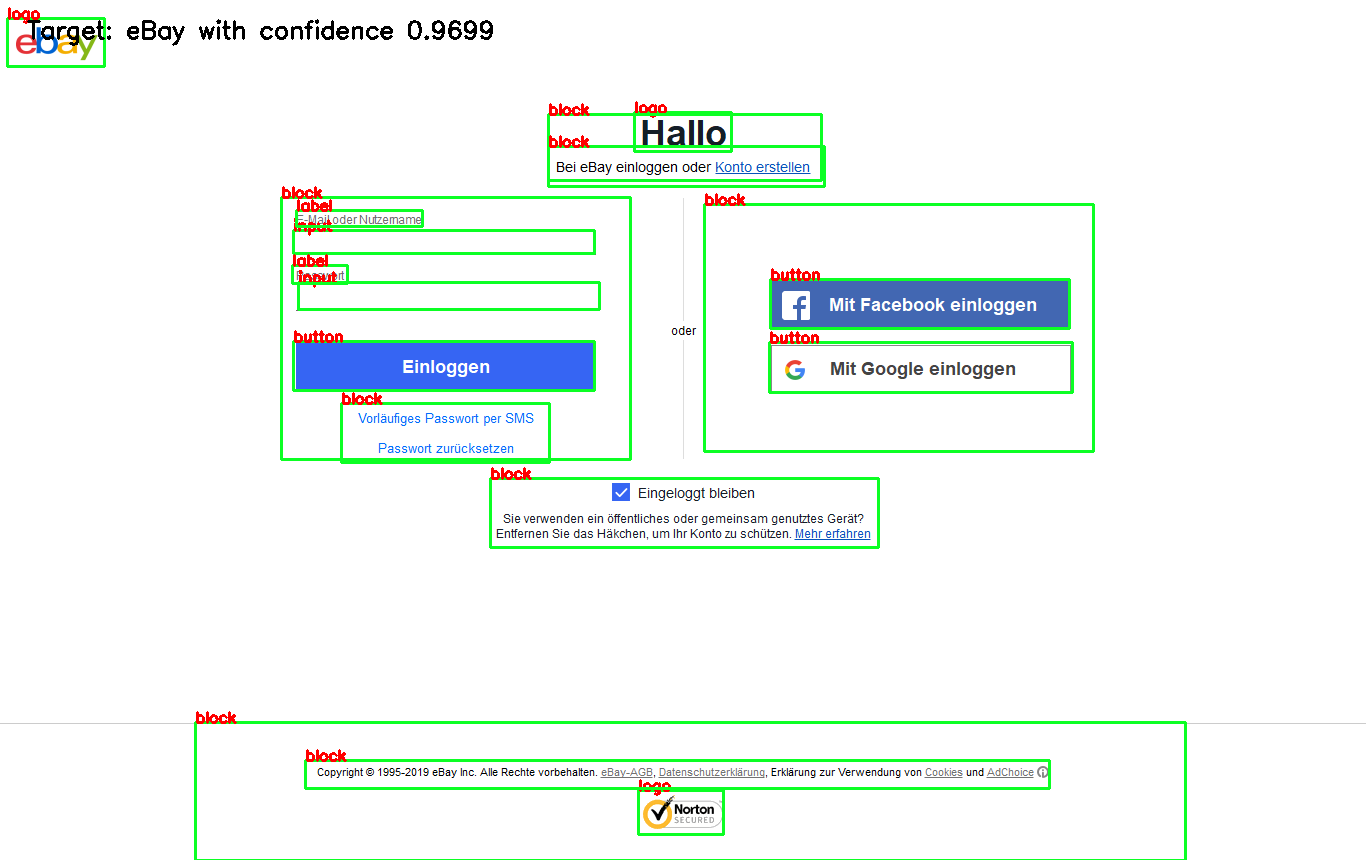 logo
Target: eBay with confidence 0.9699
ebay
block
logo
Hallo
block
Bei eBay einloggen oder Konto erstellen
block
label
E-Mail oder Nutzername
input
label
Passwort
input
button
Einloggen
block
Vorläufiges Passwort per SMS
Passwort zurücksetzen
oder
block
button
Mit Facebook einloggen
button
Mit Google einloggen
block
Eingeloggt bleiben
Sie verwenden ein öffentliches oder gemeinsam genutztes Gerät?
Entfernen Sie das Häkchen, um Ihr Konto zu schützen. Mehr erfahren
block
block
Copyright © 1995-2019 eBay Inc. Alle Rechte vorbehalten. eBay-AGB, Datenschutzerklärung, Erklärung zur Verwendung von Cookies und AdChoice
logo
Norton
SECURED